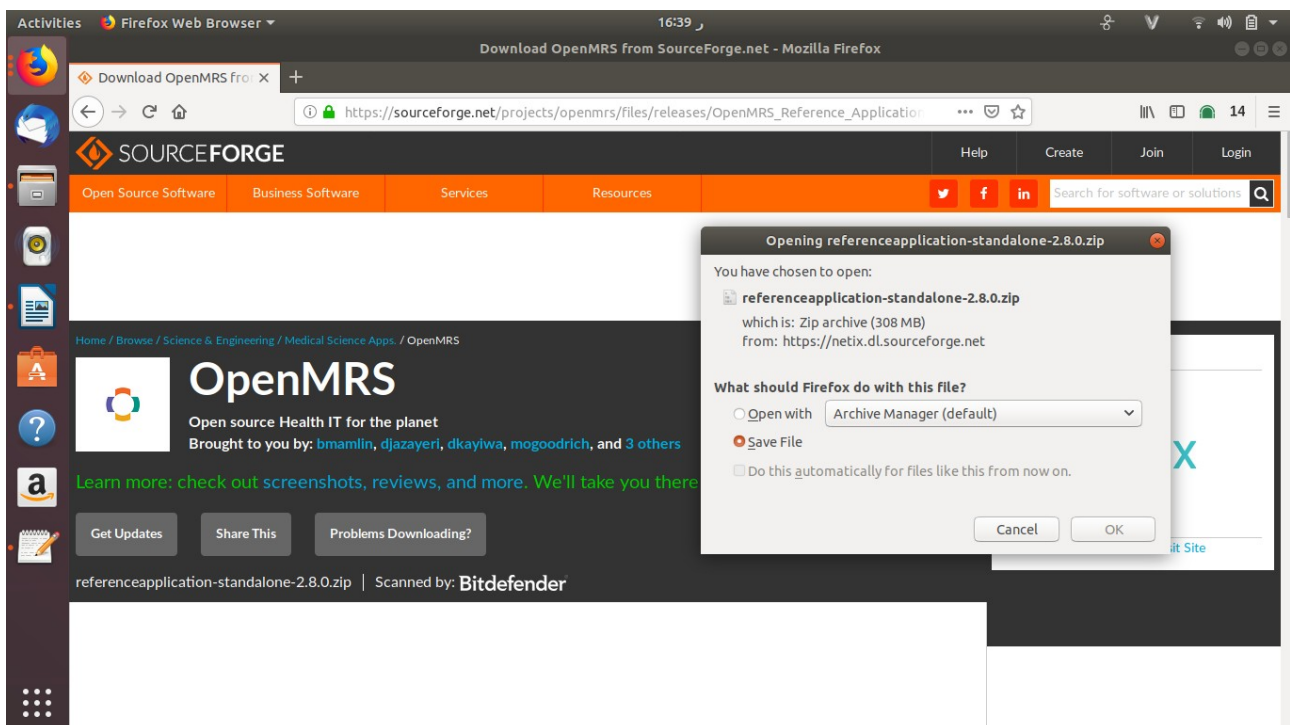 Activities Firefox Web Browser 16:39 ر
Download OpenMRS from SourceForge.net - Mozilla Firefox
Download OpenMRS fro
https://sourceforge.net/projects/openmrs/files/releases/OpenMRS_Reference_Application
14
SOURCEFORGE Help Create Join Login
Open Source Software Business Software Services Resources Search for software or solutions
Opening referenceapplication-standalone-2.8.0.zip
You have chosen to open:
referenceapplication-standalone-2.8.0.zip
which is: Zip archive (308 MB)
from: https://netix.dl.sourceforge.net
What should Firefox do with this file?
Open with Archive Manager (default)
Save File
Do this automatically for files like this from now on.
Cancel OK
Home / Browse / Science & Engineering / Medical Science Apps. / OpenMRS
OpenMRS
Open source Health IT for the planet
Brought to you by: bmamlin, djazayeri, dkayiwa, mogoodrich, and 3 others
Learn more: check out screenshots, reviews, and more. We'll take you there
Get Updates Share This Problems Downloading?
referenceapplication-standalone-2.8.0.zip | Scanned by: Bitdefender
X
it Site